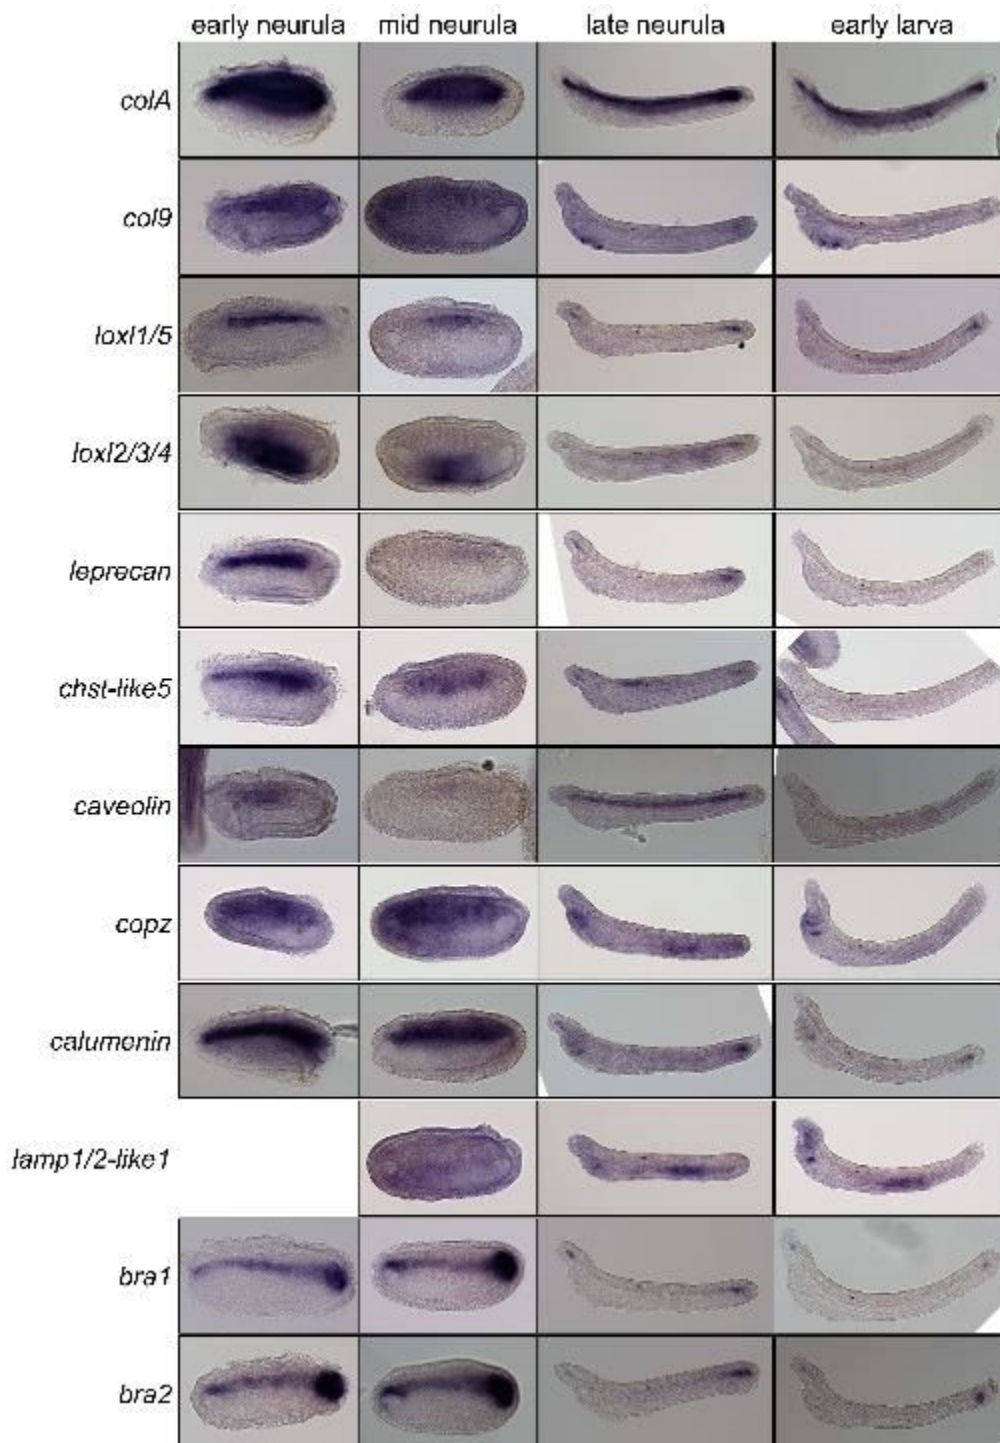 early neurula mid neurula late neurula early larva
colA
col9
loxl1/5
loxl2/3/4
leprecan
chst-like5
caveolin
copz
calumenin
lamp1/2-like1
bra1
bra2